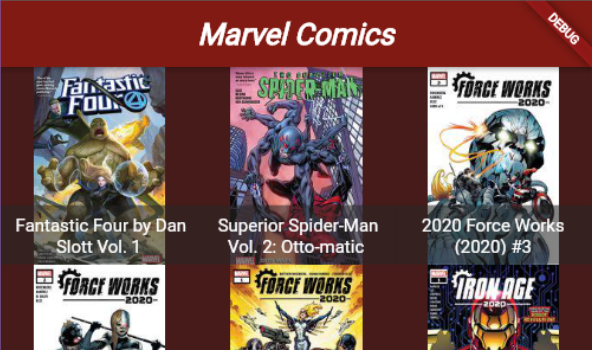 Marvel Comics
DEBUG
Fantastic
Four
SPIDER-MAN
FORCE WORKS
2020
Fantastic Four by Dan
Slott Vol. 1
Superior Spider-Man
Vol. 2: Otto-matic
2020 Force Works
(2020) #3
FORCE WORKS
2020
FORCE WORKS
2020
IRON AGE
2020